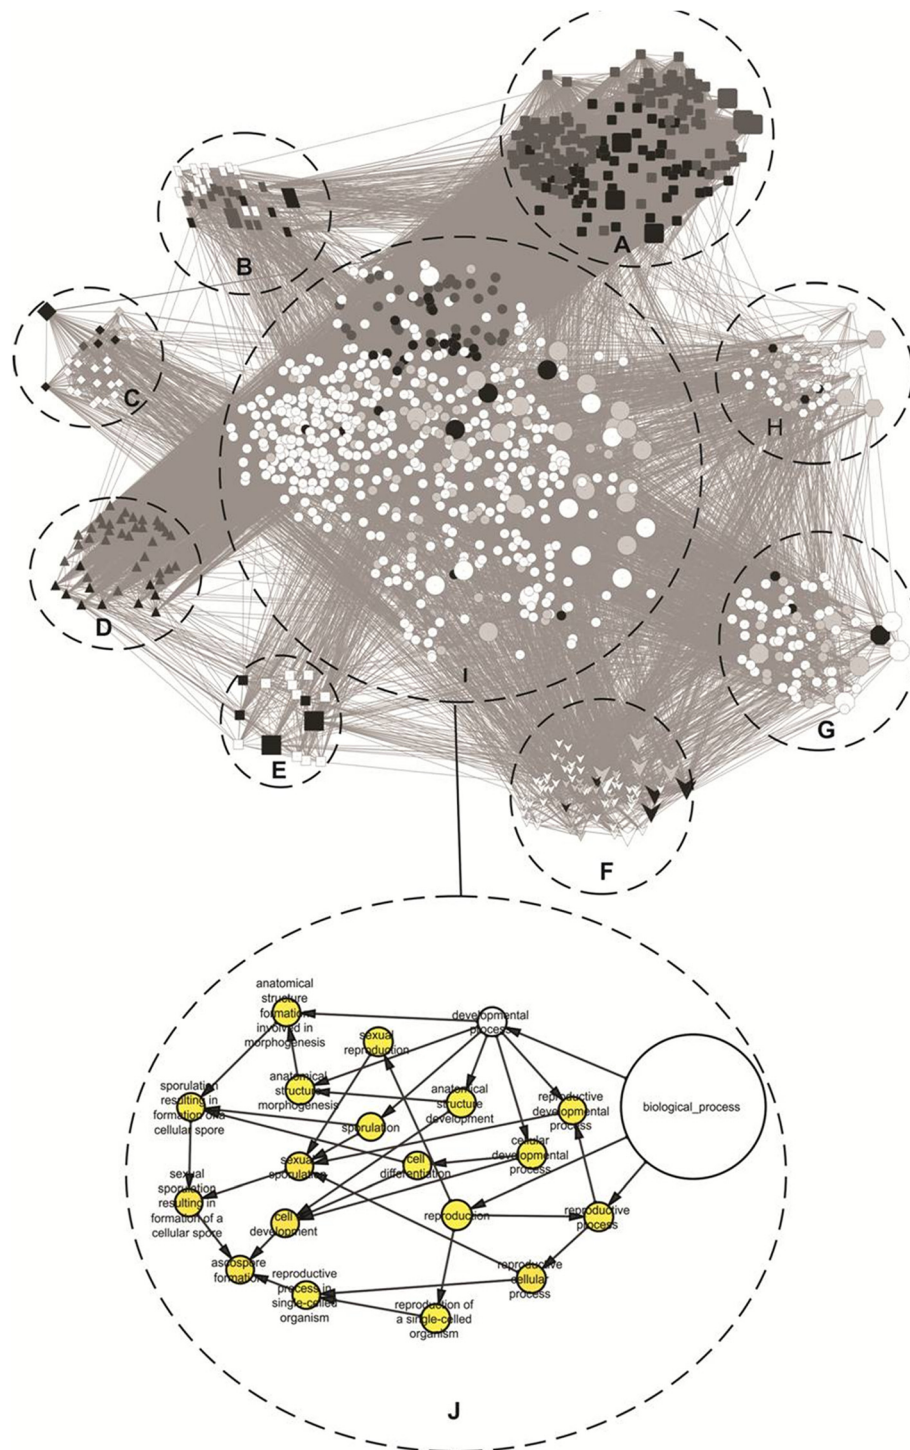 A
B
C
H
D
I
G
E
F
anatomical
structure
formation
involved in
morphogenesis
developmental
process
sexual
reproduction
anatomical
structure
morphogenesis
sporulation
resulting in
formation of a
cellular spore
anatomical
structure
development
reproductive
developmental
process
biological_process
sporulation
cellular
developmental
process
sexual
sporulation
cell
differentiation
sexual
sporulation
resulting in
formation of a
cellular spore
cell
development
reproduction
reproductive
process
ascospore
formation
reproductive
process in
single-celled
organism
reproductive
cellular
process
reproduction of
a single-celled
organism
J